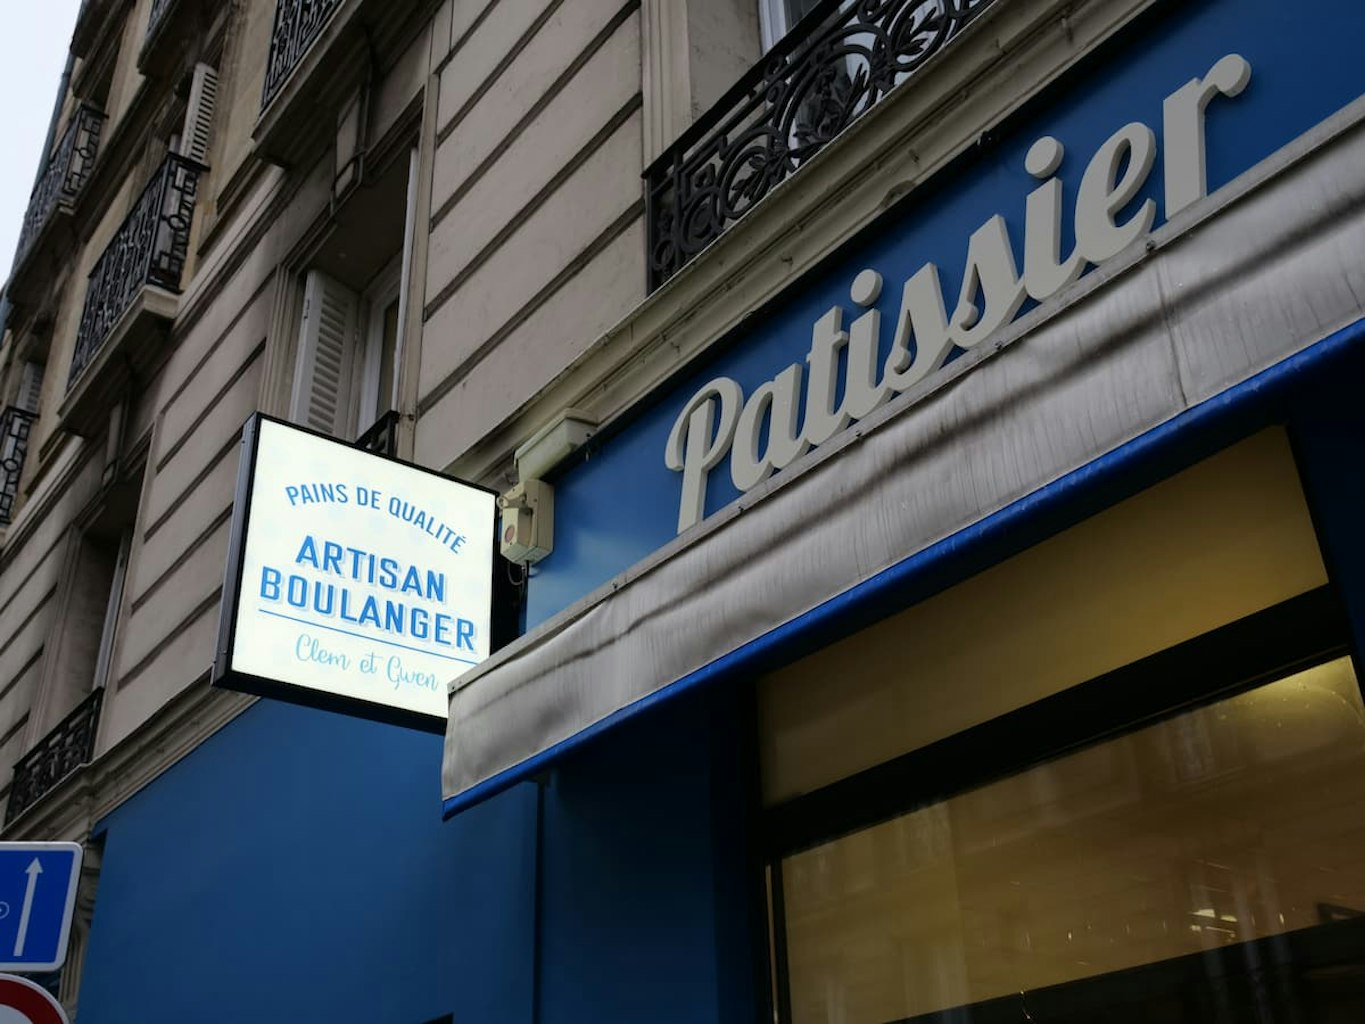 PAINS DE QUALITÉ
ARTISAN
BOULANGER
Clem et Gwen
Patissier